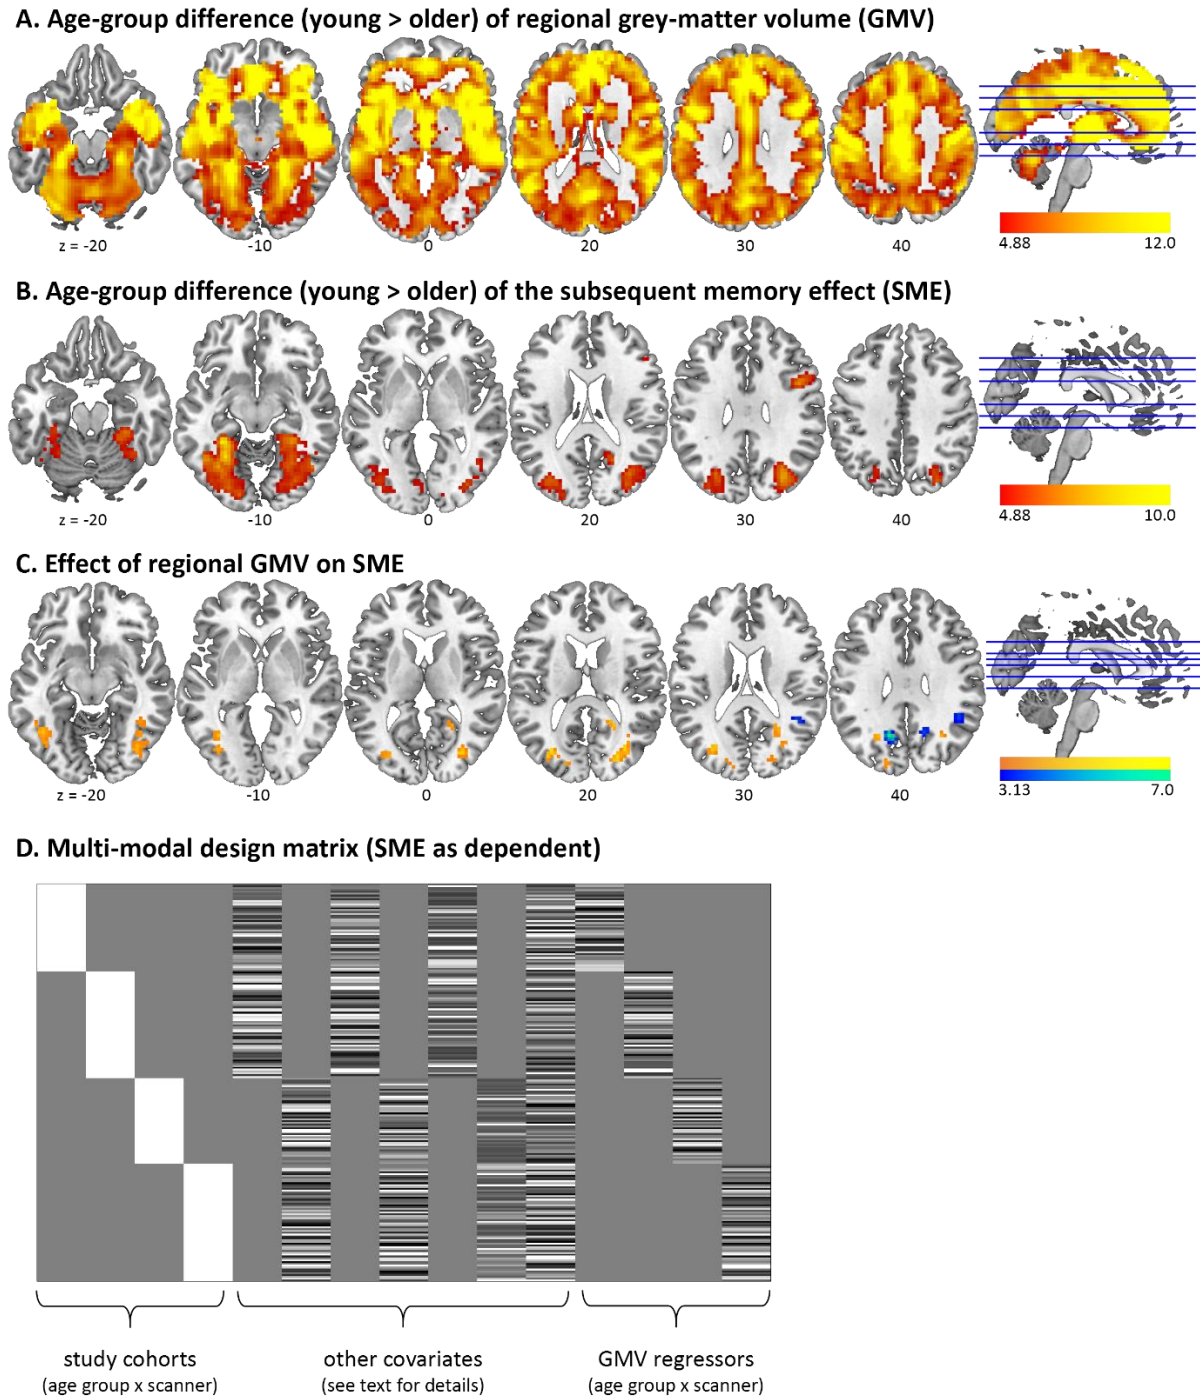 A. Age-group difference (young > older) of regional grey-matter volume (GMV)
z = -20
-10
0
20
30
40
4.88
12.0
B. Age-group difference (young > older) of the subsequent memory effect (SME)
z = -20
-10
0
20
30
40
4.88
10.0
C. Effect of regional GMV on SME
z = -20
-10
0
20
30
40
3.13
7.0
D. Multi-modal design matrix (SME as dependent)
study cohorts
(age group x scanner)
other covariates
(see text for details)
GMV regressors
(age group x scanner)